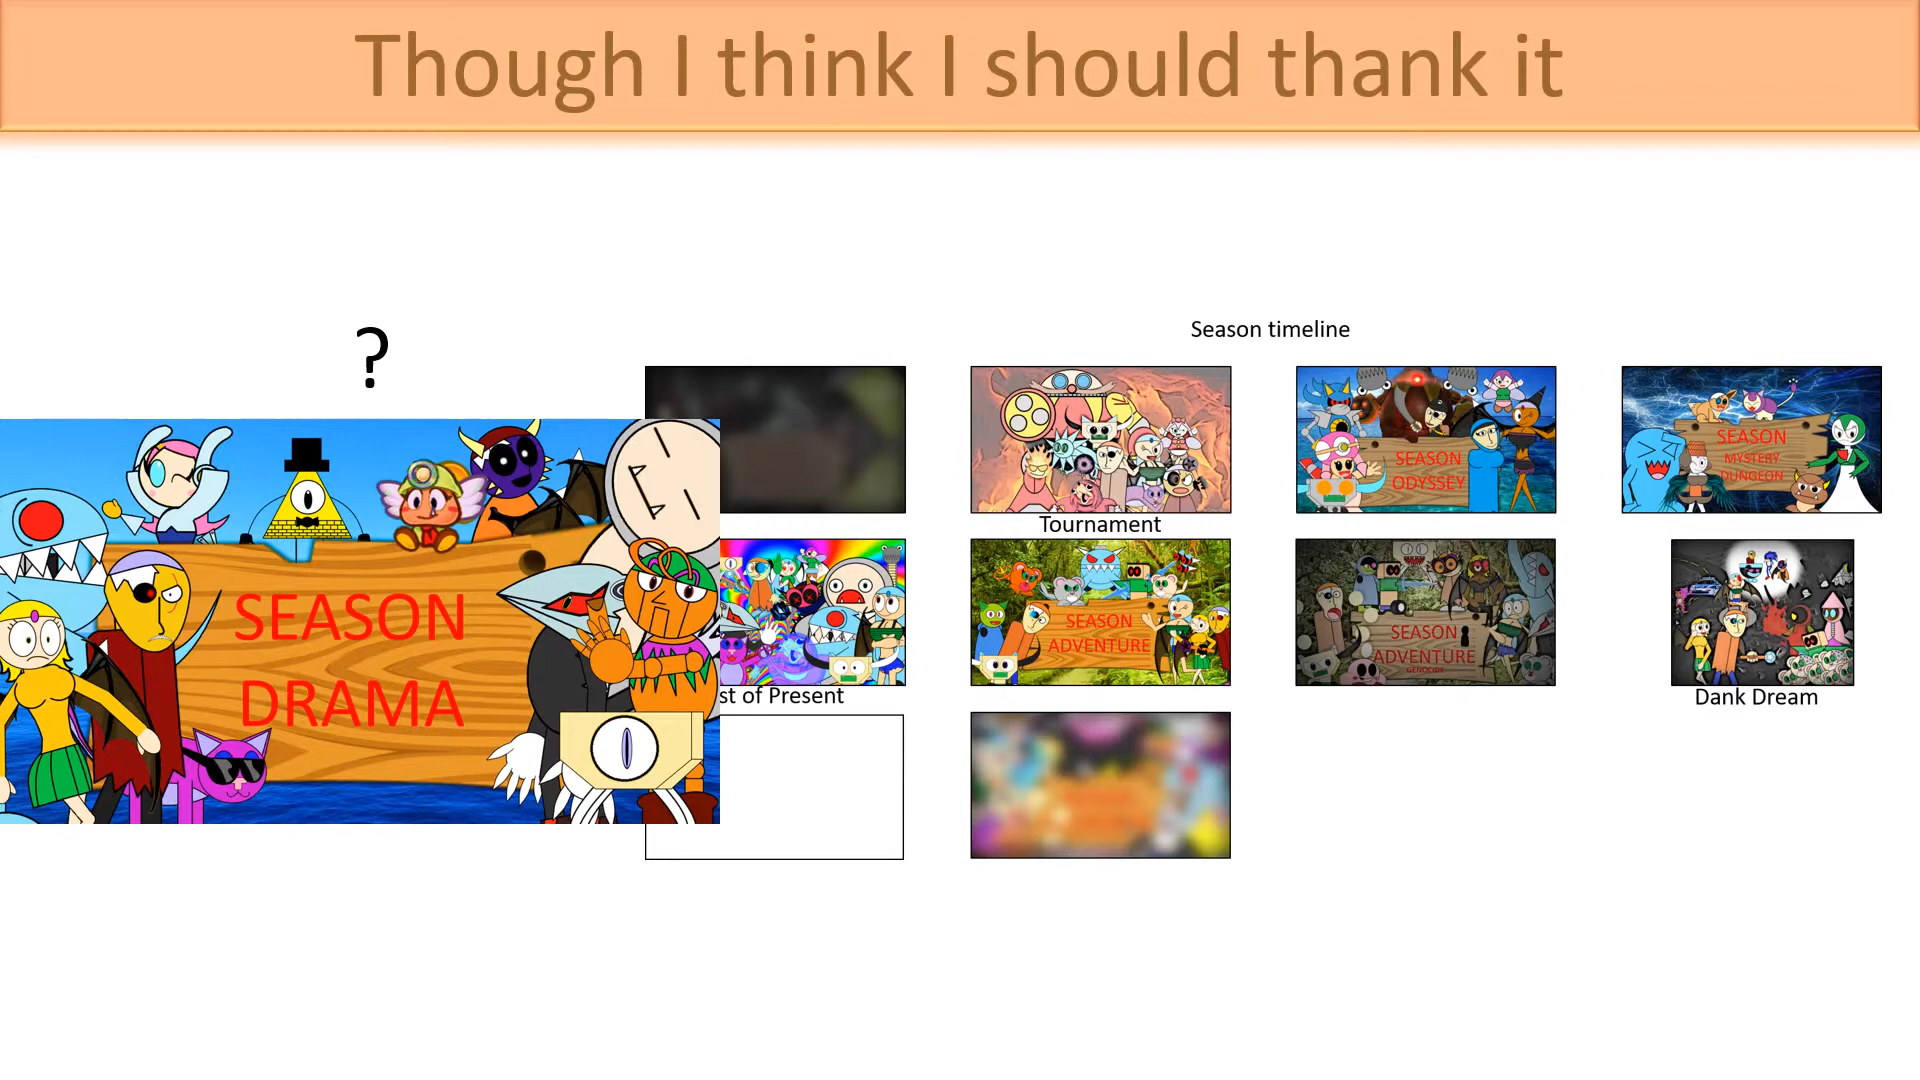 Though I think I should thank it
?
Season timeline
SEASON
DRAMA
Tournament
SEASON
ODYSSEY
SEASON
MYSTERY
DUNGEON
st of Present
SEASON
ADVENTURE
SEASON
ADVENTURE
GENOCIDE
Dank Dream